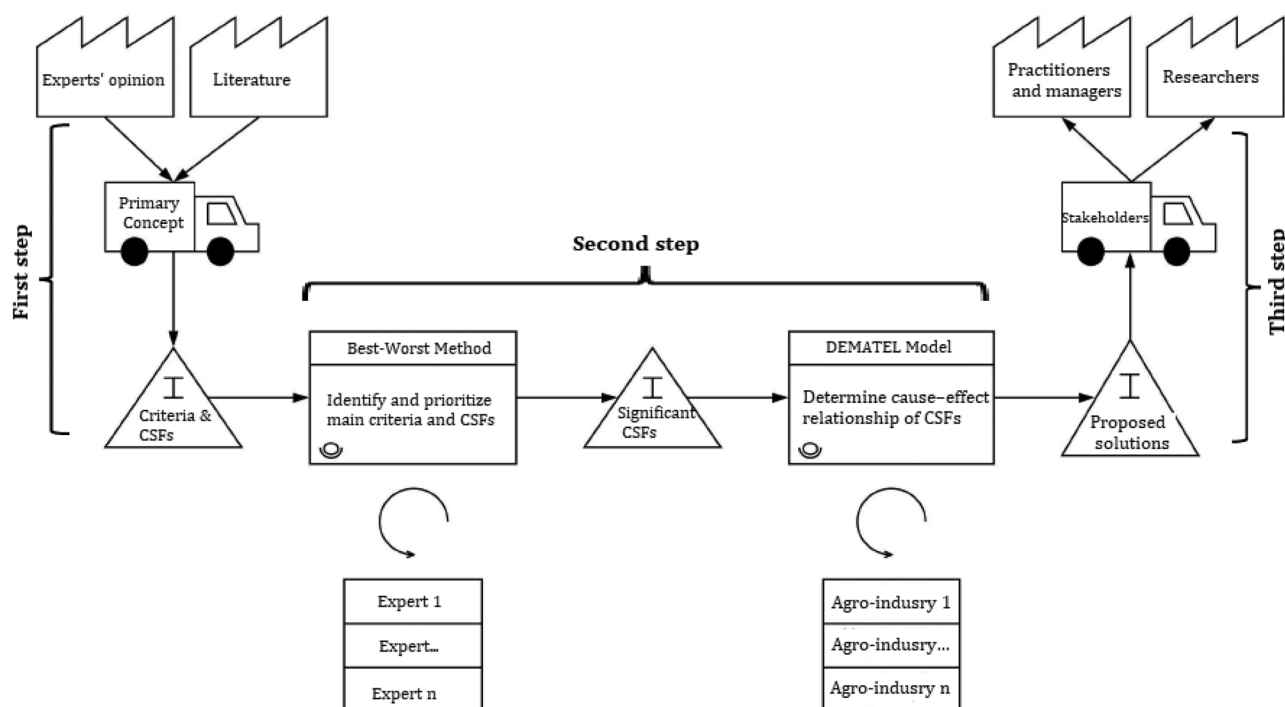 Experts' opinion
Literature
Practitioners
and managers
Researchers
First step
Primary
Concept
Second step
Stakeholders
Third step
I
Criteria &
CSFs
Best-Worst Method
Identify and prioritize
main criteria and CSFs
I
Significant
CSFs
DEMATEL Model
Determine cause–effect
relationship of CSFs
I
Proposed
solutions
Expert 1
Expert...
Expert n
Agro-indusry 1
Agro-indusry...
Agro-indusry n